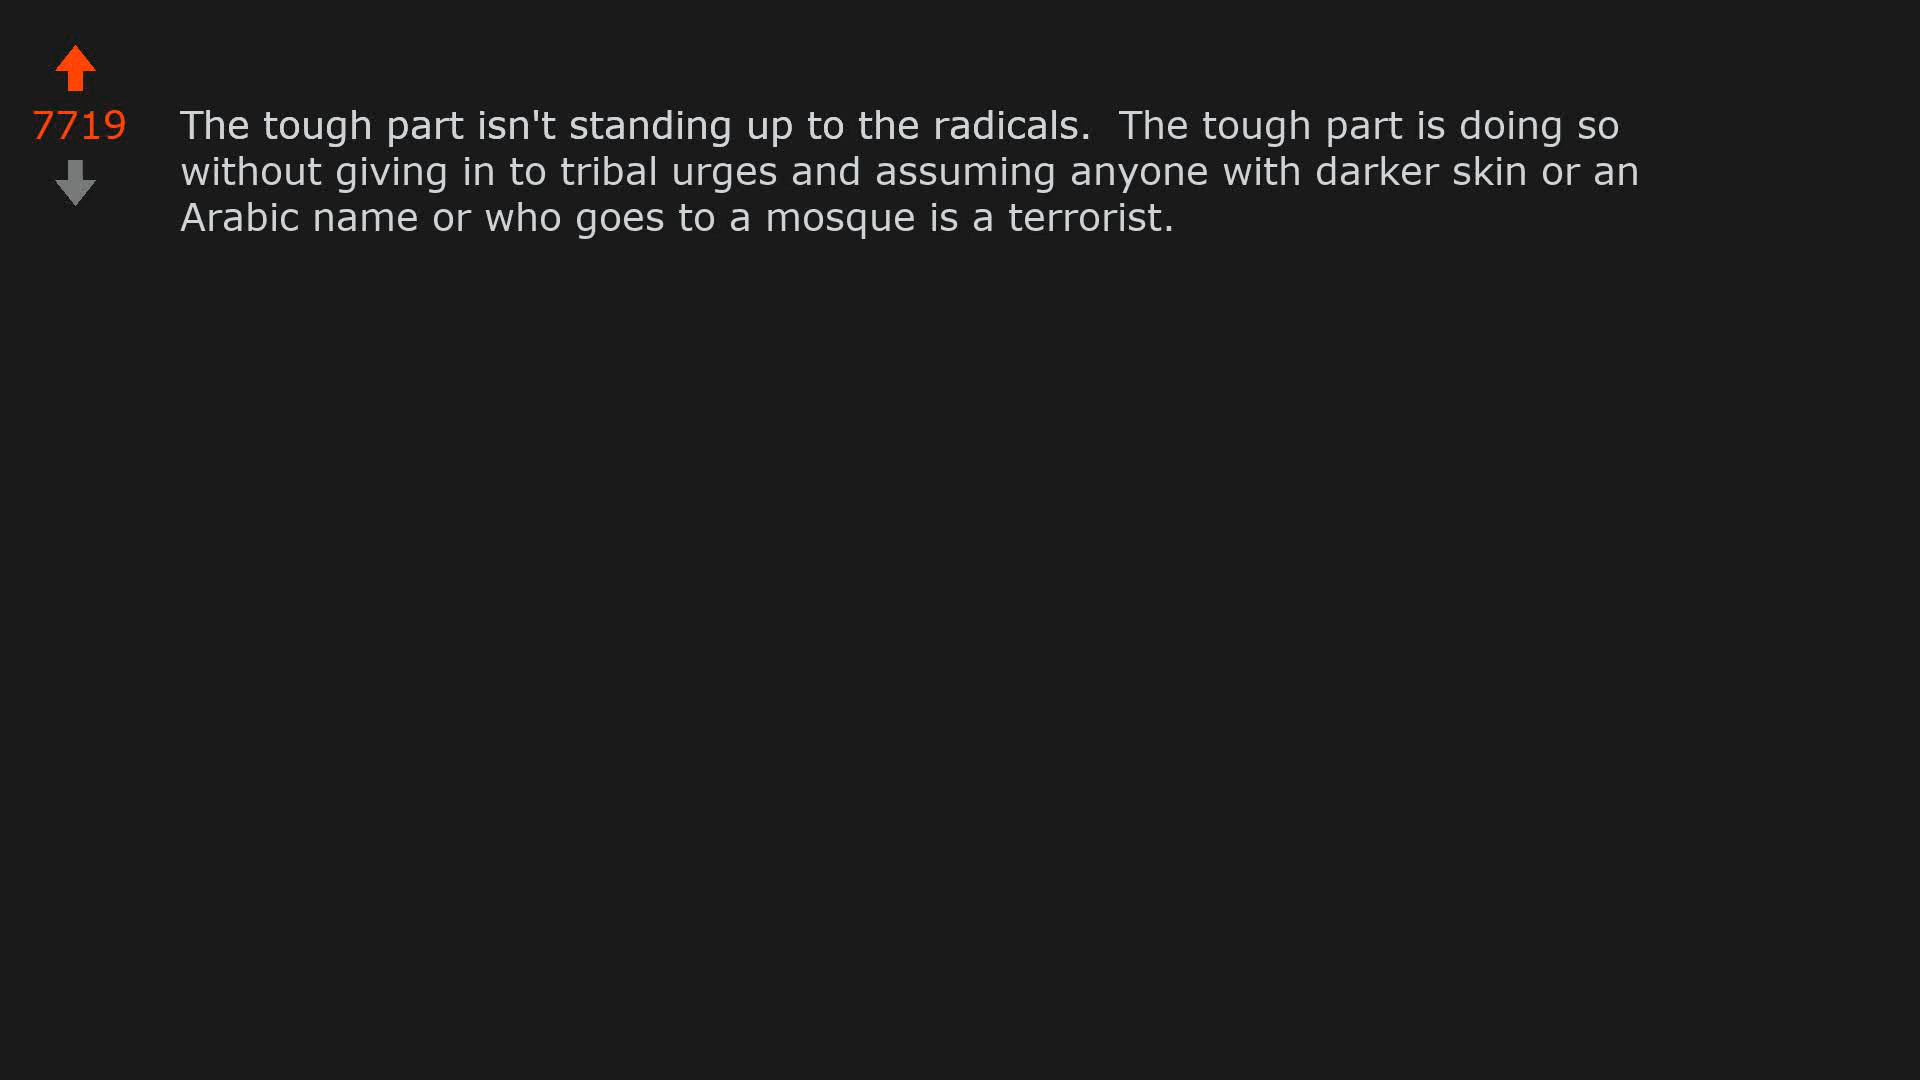 7719
The tough part isn't standing up to the radicals.  The tough part is doing so
without giving in to tribal urges and assuming anyone with darker skin or an
Arabic name or who goes to a mosque is a terrorist.